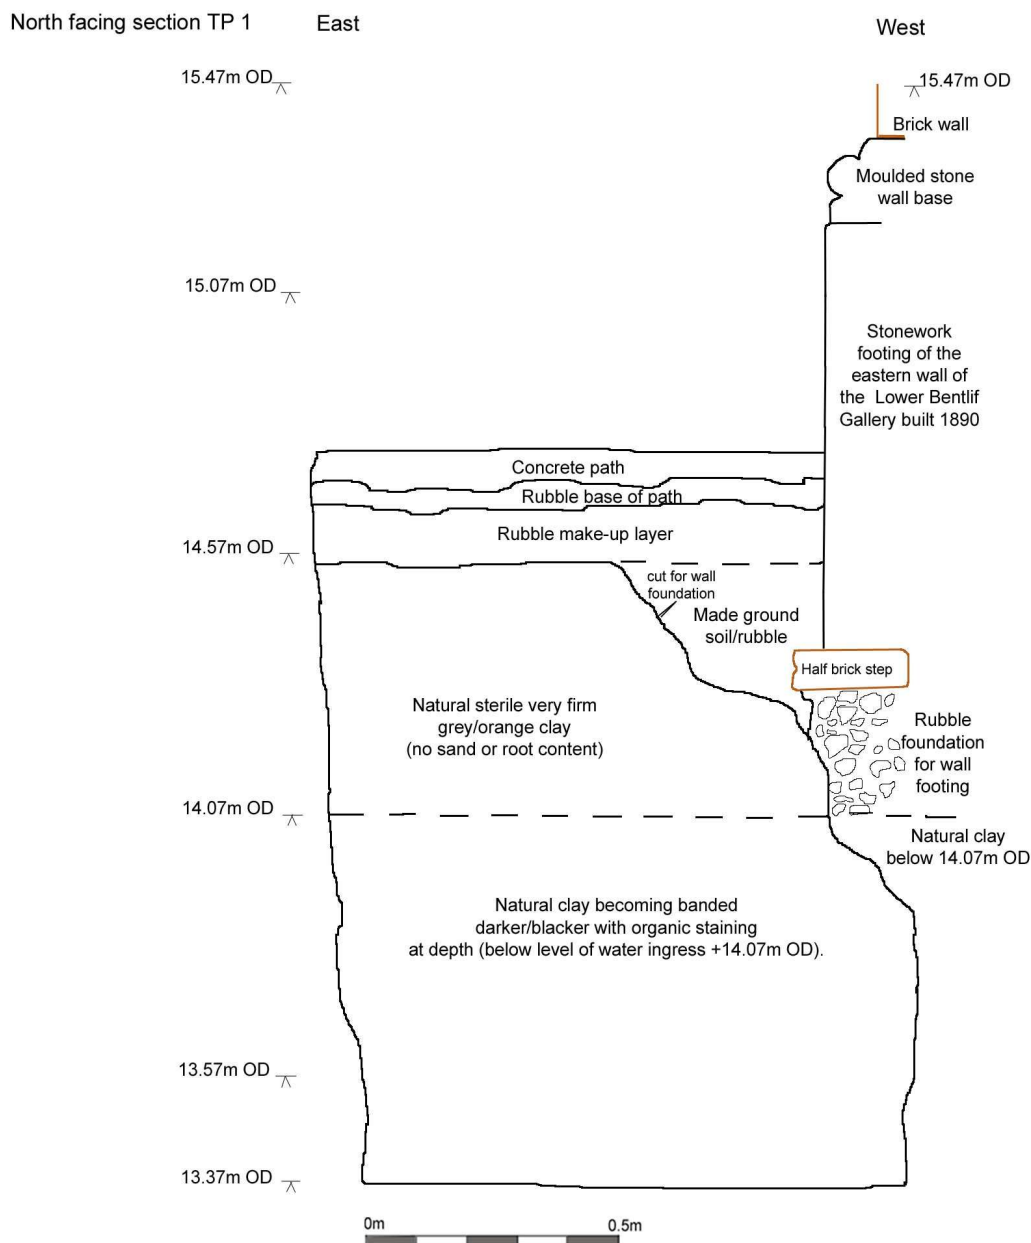 North facing section TP 1
East
West
15.47m OD
15.47m OD
Brick wall
Moulded stone
wall base
15.07m OD
Stonework
footing of the
eastern wall of
the Lower Bentlif
Gallery built 1890
Concrete path
Rubble base of path
Rubble make-up layer
14.57m OD
cut for wall
foundation
Made ground
soil/rubble
Half brick step
Natural sterile very firm
grey/orange clay
(no sand or root content)
Rubble
foundation
for wall
footing
14.07m OD
Natural clay
below 14.07m OD
Natural clay becoming banded
darker/blacker with organic staining
at depth (below level of water ingress +14.07m OD).
13.57m OD
13.37m OD
0m
0.5m